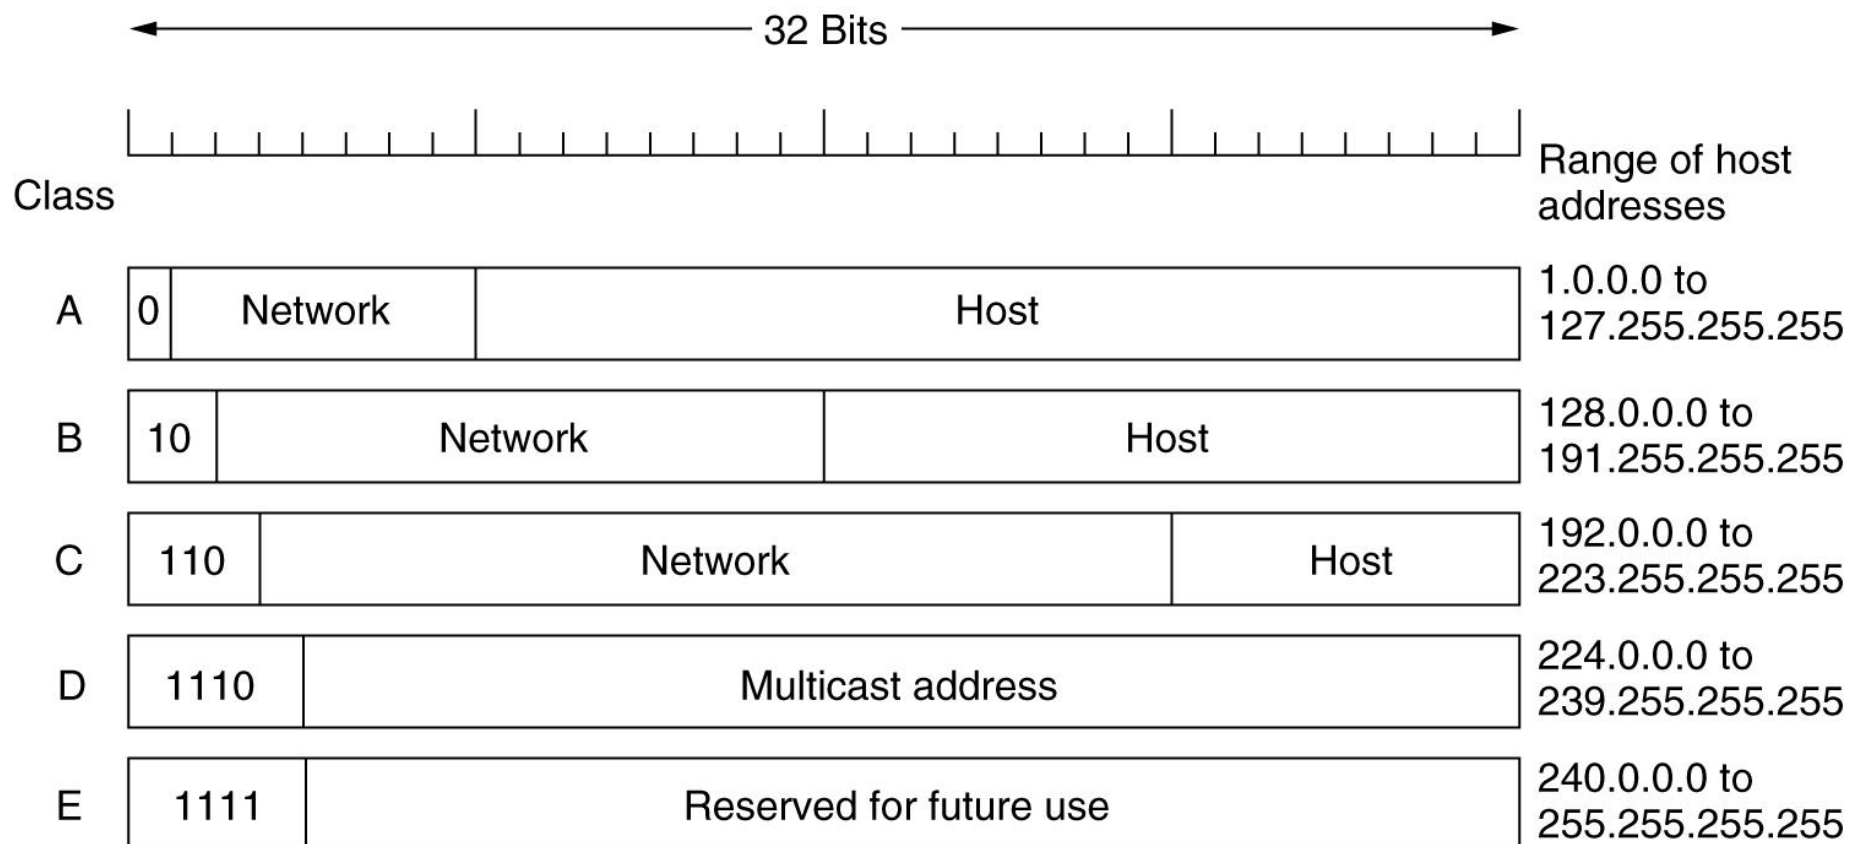 32 Bits
Range of host
addresses
Class
A
0
Network
Host
1.0.0.0 to
127.255.255.255
B
10
Network
Host
128.0.0.0 to
191.255.255.255
C
110
Network
Host
192.0.0.0 to
223.255.255.255
D
1110
Multicast address
224.0.0.0 to
239.255.255.255
E
1111
Reserved for future use
240.0.0.0 to
255.255.255.255